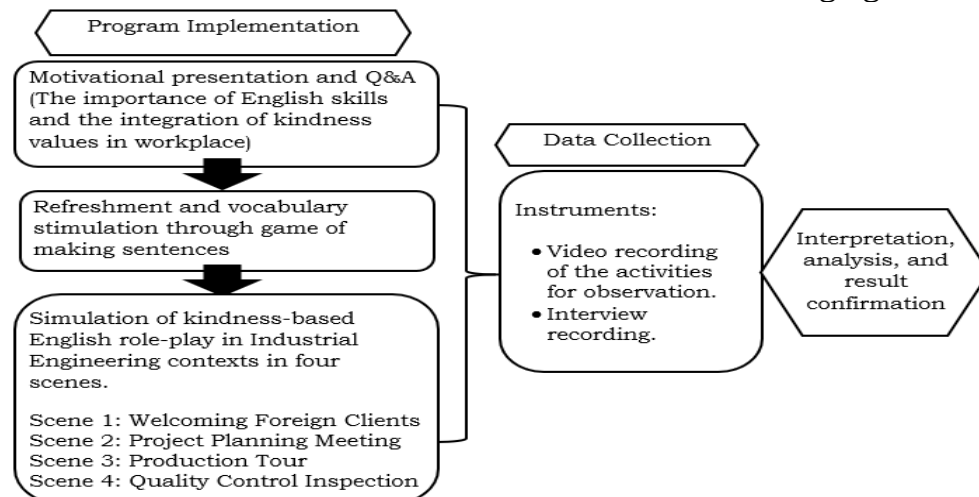 Program Implementation
Motivational presentation and Q&A
(The importance of English skills
and the integration of kindness
values in workplace)
Refreshment and vocabulary
stimulation through game of
making sentences
Simulation of kindness-based
English role-play in Industrial
Engineering contexts in four
scenes.
Scene 1: Welcoming Foreign Clients
Scene 2: Project Planning Meeting
Scene 3: Production Tour
Scene 4: Quality Control Inspection
Data Collection
Instruments:
• Video recording
of the activities
for observation.
• Interview
recording.
Interpretation,
analysis, and
result
confirmation